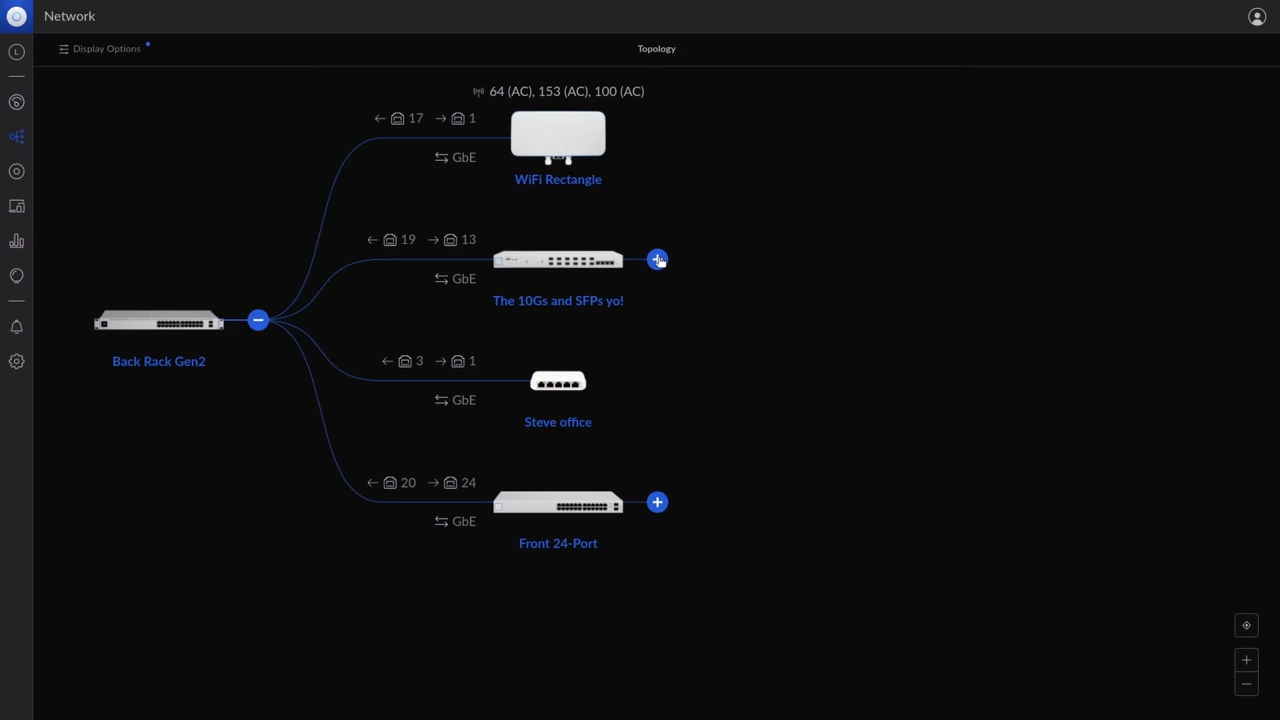 Network
L
Display Options
Topology
64 (AC), 153 (AC), 100 (AC)
17 1
GbE
WiFi Rectangle
19 13
GbE
The 10Gs and SFPs yo!
Back Rack Gen2
3 1
GbE
Steve office
20 24
GbE
Front 24-Port